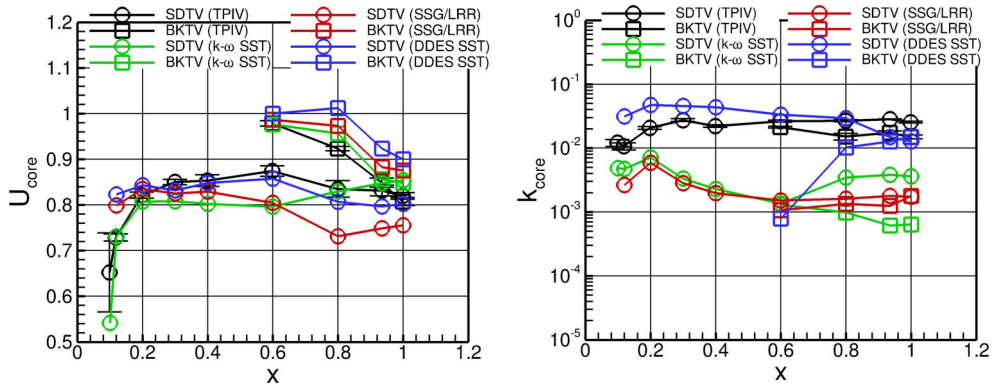 SDTV (TPIV) SSG/LRR)
BKTV (TPIV) BKTV (SSG/LRR)
SDTV (k-ω SST) SDTV (DDES SST)
BKTV (k-ω SST) BKTV (DDES SST)
1.2
1.1
1
0.9
0.8
0.7
0.6
0.5
U_core
0.2 0.4 0.6 0.8 1 1.2
X
SDTV (TPIV) SDTV (SSG/LRR)
BKTV (TPIV) BKTV (SSG/LRR)
SDTV (k-ω SST) SDTV (DDES SST)
BKTV (k-ω SST) BKTV (DDES SST)
10^0
10^-1
10^-2
10^-3
10^-4
10^-5
k_core
0 0.2 0.4 0.6 0.8 1 1.2
X